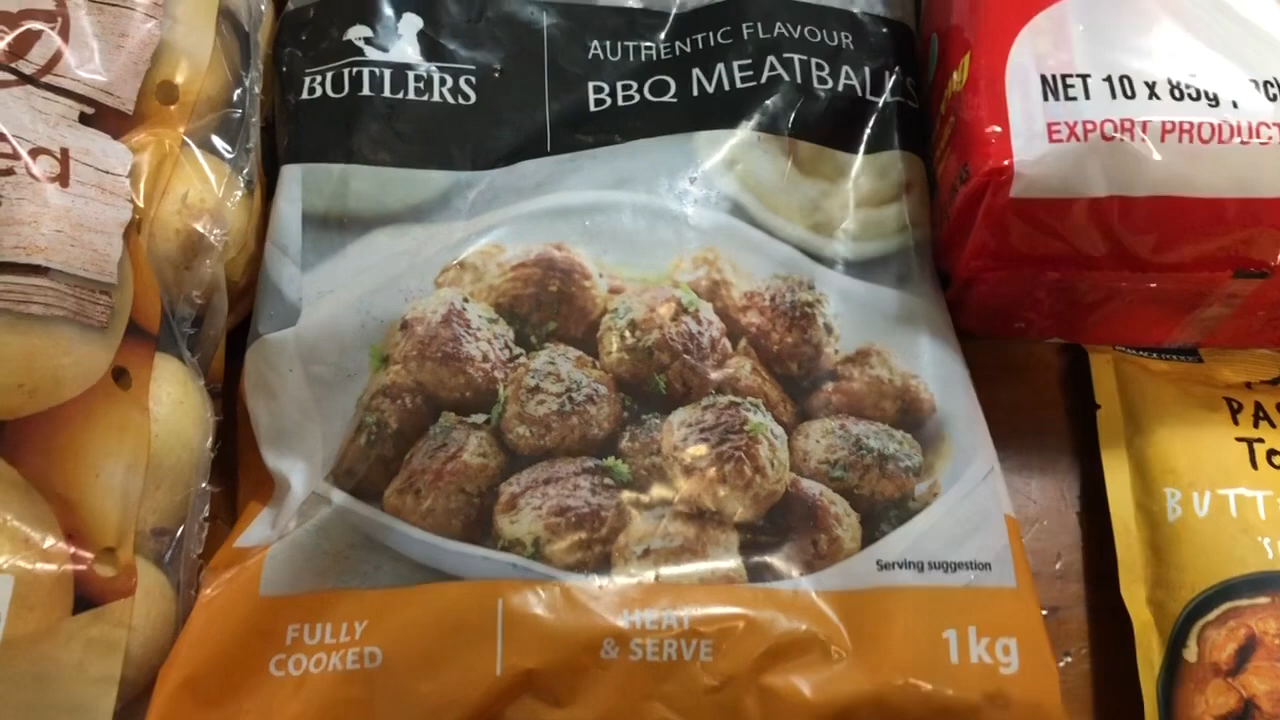 BUTLERS
AUTHENTIC FLAVOUR
BBQ MEATBALLS
Serving suggestion
FULLY
COOKED
HEAT
& SERVE
1kg
NET 10 x 85g
EXPORT PRODUCT
BUTT